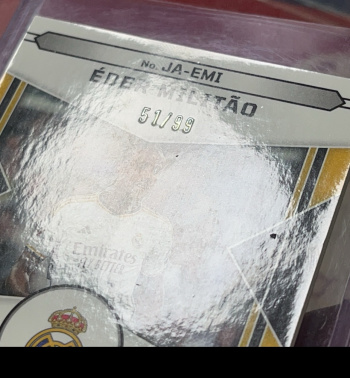 No. JA-EMI
ÉDER MILITÃO
51/99
Emirates